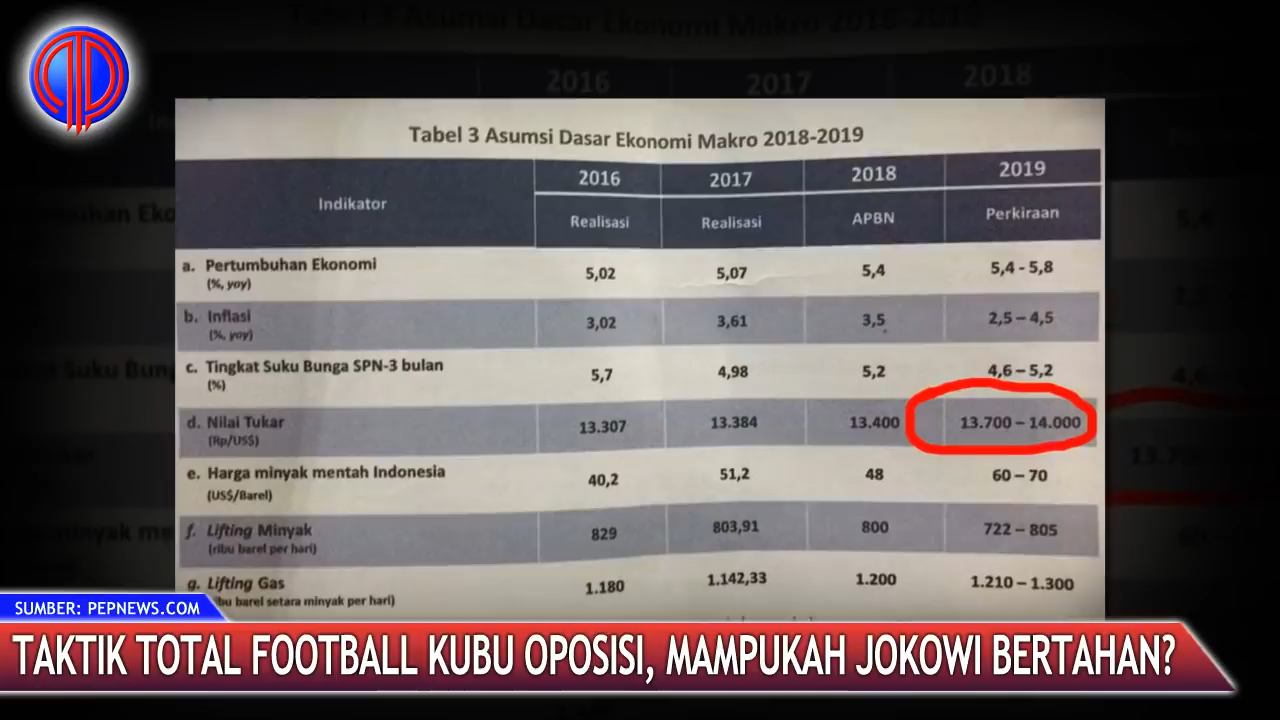 Tabel 3 Asumsi Dasar Ekonomi Makro 2018-2019
Indikator 2016 2017 2018 2019
Realisasi Realisasi APBN Perkiraan
a. Pertumbuhan Ekonomi 5,02 5,07 5,4 5,4 - 5,8
(%, yoy)
b. Inflasi 3,02 3,61 3,5 2,5 – 4,5
(%, yoy)
c. Tingkat Suku Bunga SPN-3 bulan 5,7 4,98 5,2 4,6 – 5,2
(%)
d. Nilai Tukar 13.307 13.384 13.400 13.700 – 14.000
(Rp/US$)
e. Harga minyak mentah Indonesia 40,2 51,2 48 60 – 70
(US$/Barel)
f. Lifting Minyak 829 803,91 800 722 – 805
(ribu barel per hari)
g. Lifting Gas 1.180 1.142,33 1.200 1.210 – 1.300
bu barel setara minyak per hari)
SUMBER: PEPNEWS.COM
TAKTIK TOTAL FOOTBALL KUBU OPOSISI, MAMPUKAH JOKOWI BERTAHAN?